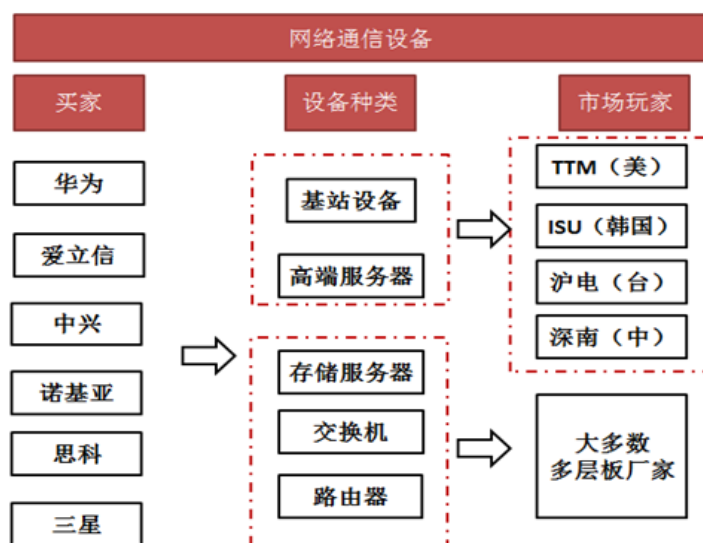 网络通信设备
买家
设备种类
市场玩家
华为
爱立信
中兴
诺基亚
思科
三星
基站设备
高端服务器
存储服务器
交换机
路由器
TTM（美）
ISU（韩国）
沪电（台）
深南（中）
大多数
多层板厂家